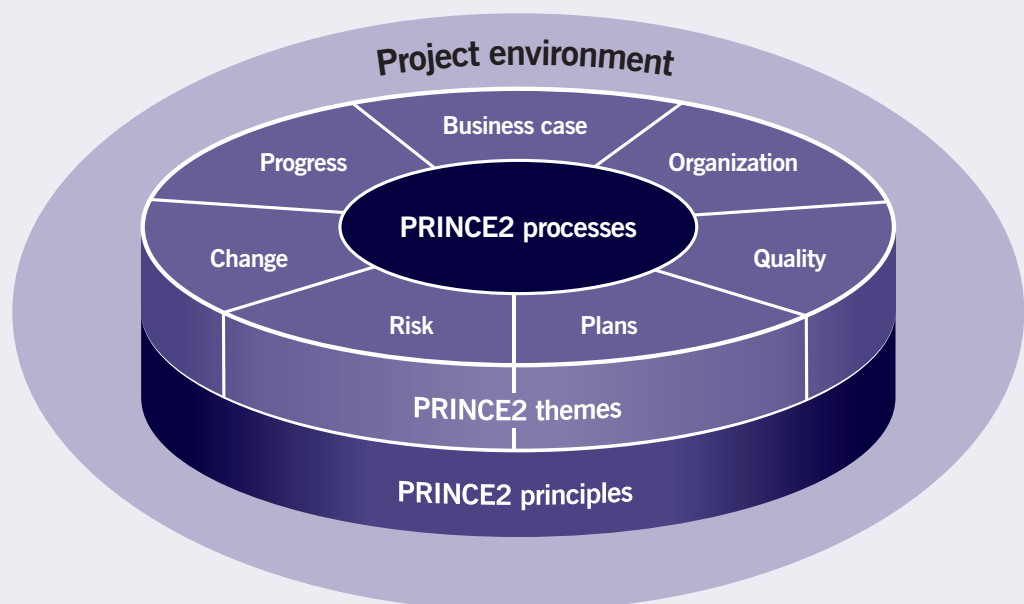 Project environment
Business case
Progress
Organization
PRINCE2 processes
Change
Quality
Risk
Plans
PRINCE2 themes
PRINCE2 principles